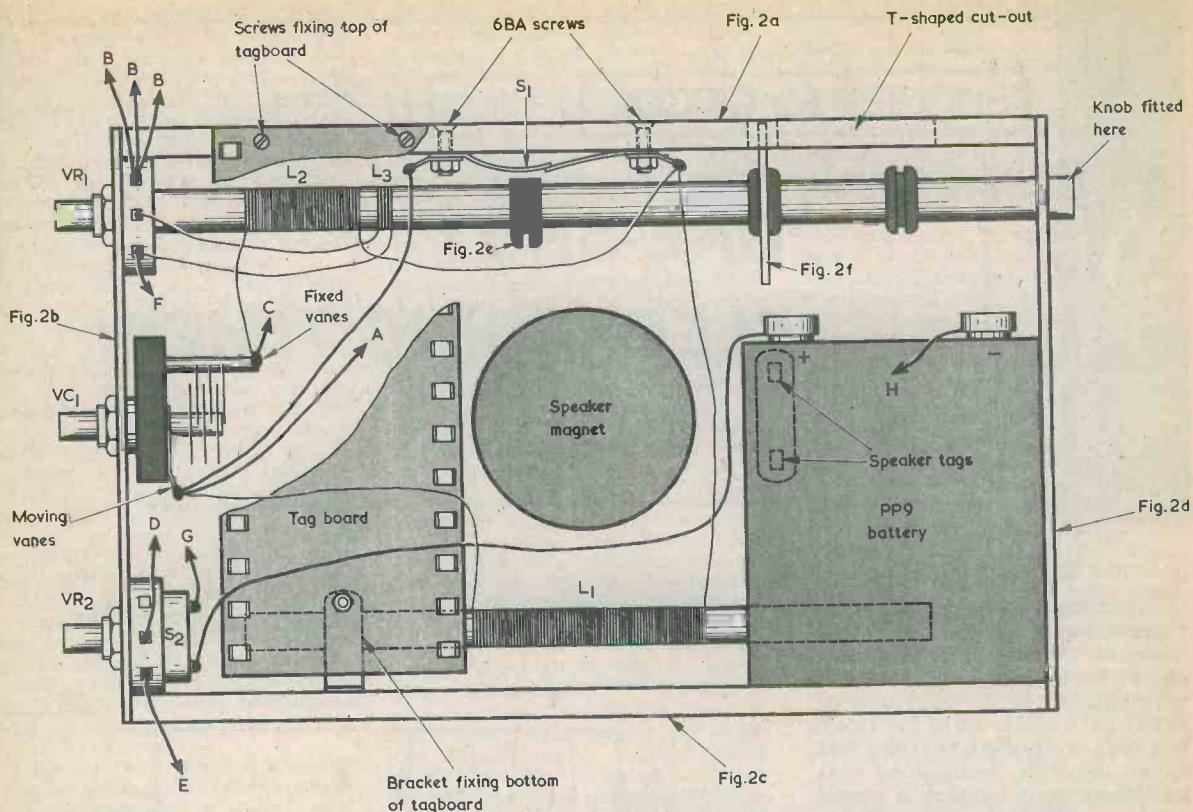 Screws fixing top of
tagboard
6BA screws
Fig. 2a
T-shaped cut-out
B
B
B
S1
Knob fitted
here
VR1
L2
L3
Fig. 2e
Fig. 2f
F
C
Fixed
vanes
Fig. 2b
A
+
−
H
VC1
Speaker
magnet
Speaker tags
Moving
vanes
D
G
Tag board
PP9
battery
Fig. 2d
VR2
S2
L1
E
Bracket fixing bottom
of tagboard
Fig. 2c